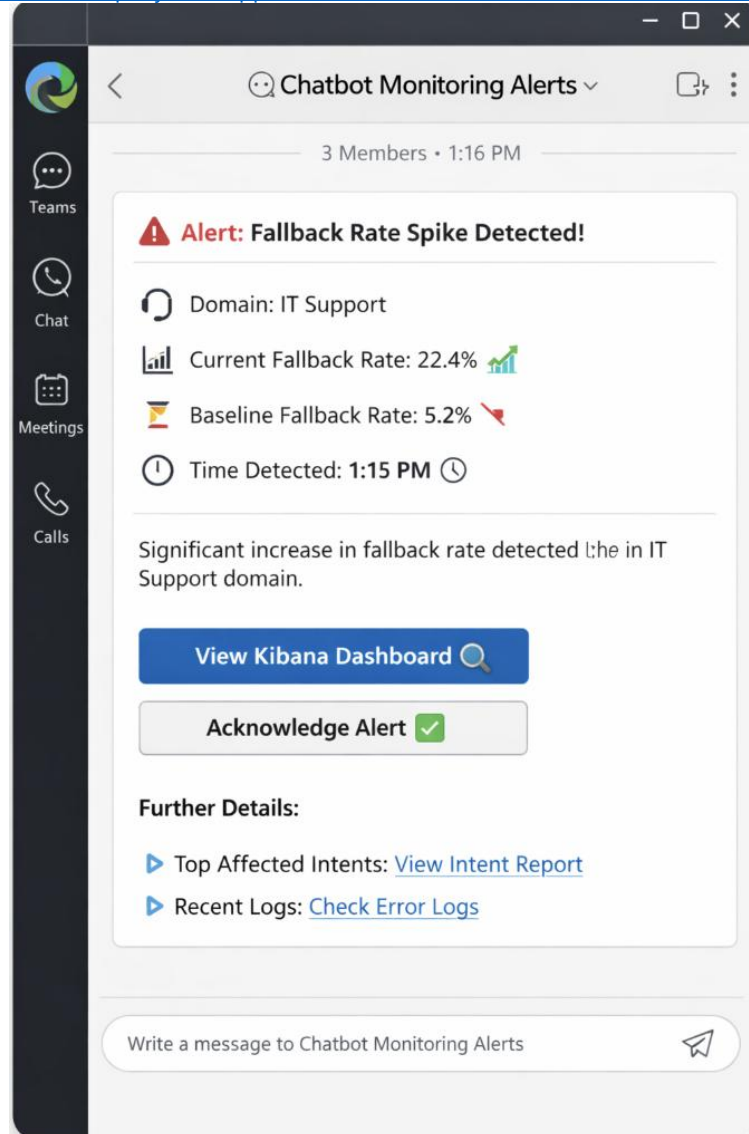 Chatbot Monitoring Alerts
3 Members • 1:16 PM
Teams
Chat
Meetings
Calls
Alert: Fallback Rate Spike Detected!
Domain: IT Support
Current Fallback Rate: 22.4%
Baseline Fallback Rate: 5.2%
Time Detected: 1:15 PM
Significant increase in fallback rate detected in IT
Support domain.
View Kibana Dashboard
Acknowledge Alert
Further Details:
Top Affected Intents: View Intent Report
Recent Logs: Check Error Logs
Write a message to Chatbot Monitoring Alerts